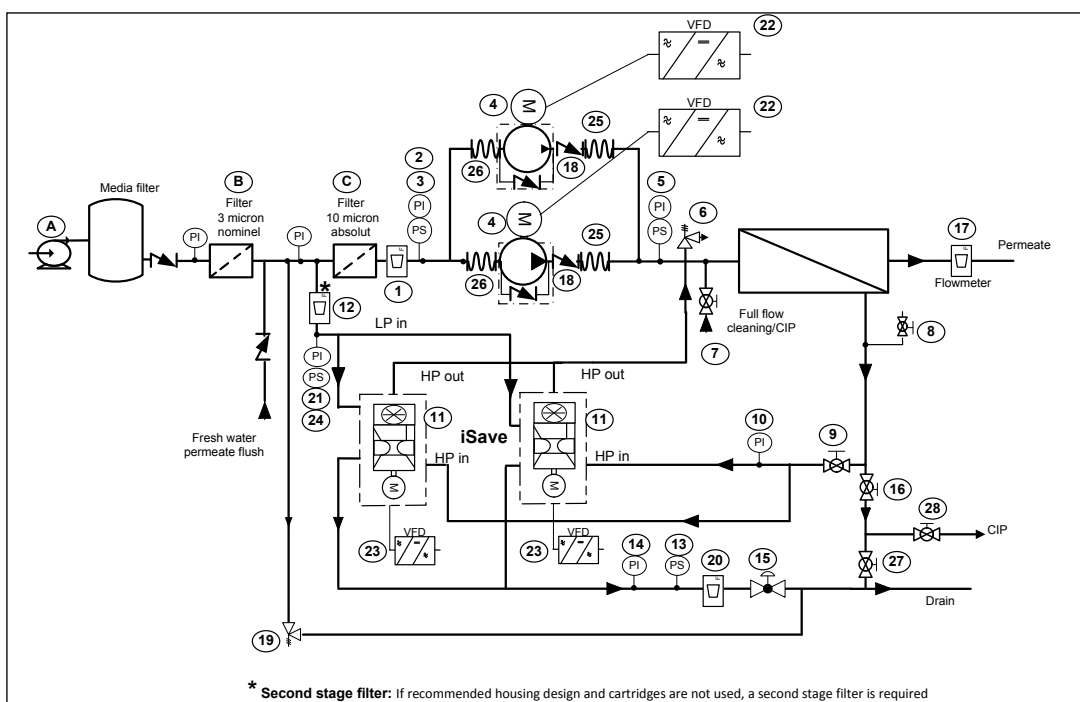 VFD
22
VFD
22
4
M
25
26
18
2
3
PI
PS
Media filter
B
Filter
3 micron
nominel
C
Filter
10 micron
absolut
A
PI
PI
F
1
4
M
25
26
18
5
PI
PS
6
17
F
Permeate
Flowmeter
*
F
12
LP in
Full flow
cleaning/CIP
7
8
PI
PS
21
24
HP out
HP out
Fresh water
permeate flush
11
iSave
11
10
PI
9
HP in
HP in
M
M
16
28
CIP
VFD
23
VFD
23
14
PI
13
PS
20
F
15
27
Drain
19
* Second stage filter: If recommended housing design and cartridges are not used, a second stage filter is required